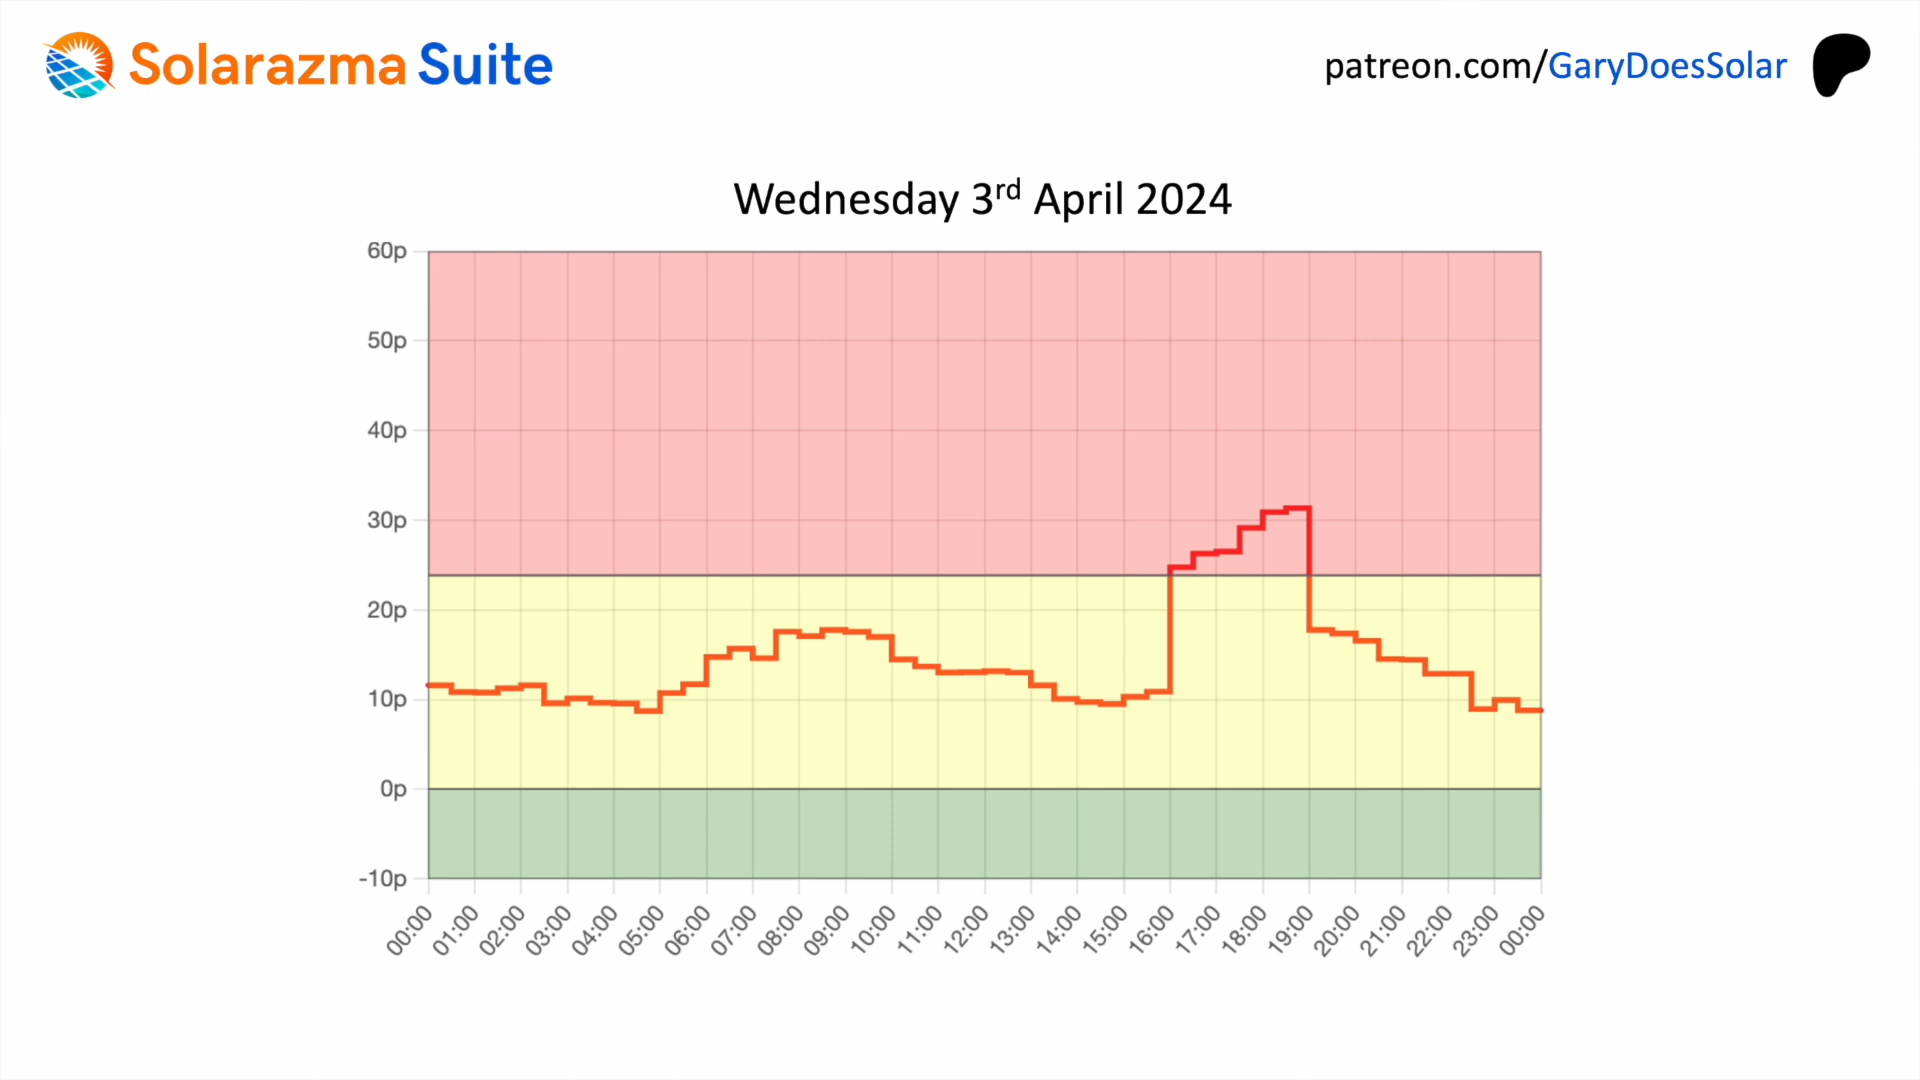 Solarazma Suite
patreon.com/GaryDoesSolar
Wednesday 3rd April 2024
60p
50p
40p
30p
20p
10p
0p
-10p
00:00
01:00
02:00
03:00
04:00
05:00
06:00
07:00
08:00
09:00
10:00
11:00
12:00
13:00
14:00
15:00
16:00
17:00
18:00
19:00
20:00
21:00
22:00
23:00
00:00